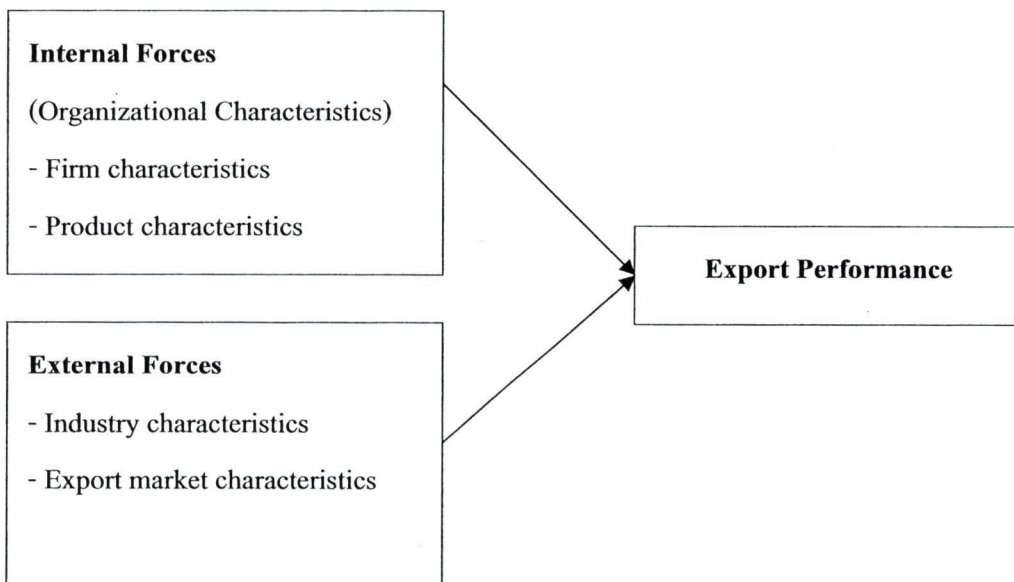 Internal Forces
(Organizational Characteristics)
- Firm characteristics
- Product characteristics
Export Performance
External Forces
- Industry characteristics
- Export market characteristics